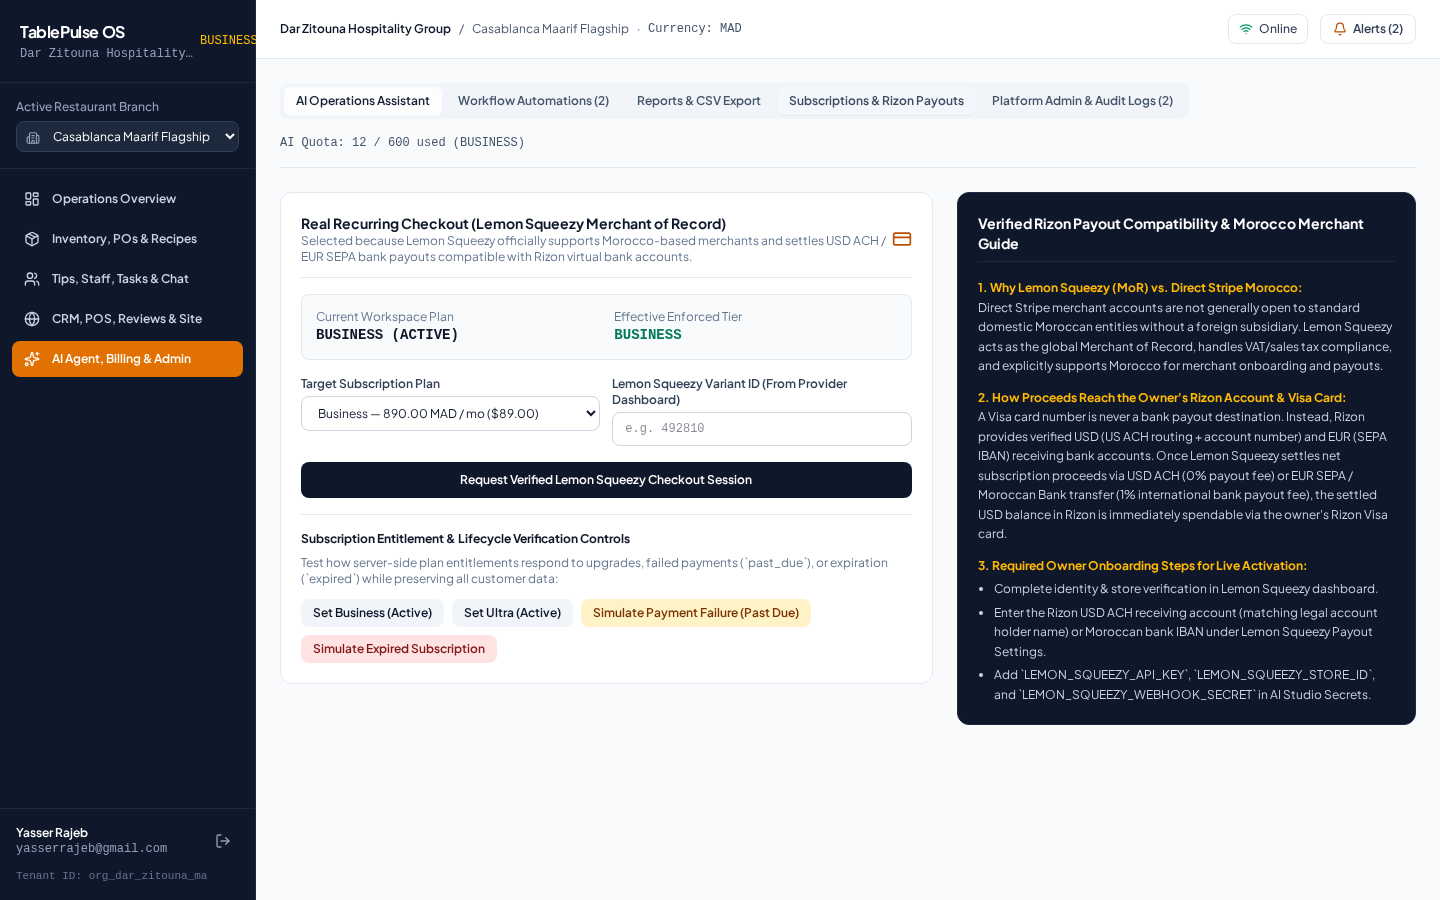 TablePulse OS
Dar Zitouna Hospitality…
BUSINESS
Active Restaurant Branch
Casablanca Maarif Flagship
Operations Overview
Inventory, POs & Recipes
Tips, Staff, Tasks & Chat
CRM, POS, Reviews & Site
AI Agent, Billing & Admin
Yasser Rajeb
yasserrajeb@gmail.com
Tenant ID: org_dar_zitouna_ma
Dar Zitouna Hospitality Group / Casablanca Maarif Flagship · Currency: MAD
Online
Alerts (2)
AI Operations Assistant
Workflow Automations (2)
Reports & CSV Export
Subscriptions & Rizon Payouts
Platform Admin & Audit Logs (2)
AI Quota: 12 / 600 used (BUSINESS)
Real Recurring Checkout (Lemon Squeezy Merchant of Record)
Selected because Lemon Squeezy officially supports Morocco-based merchants and settles USD ACH /
EUR SEPA bank payouts compatible with Rizon virtual bank accounts.
Current Workspace Plan
BUSINESS (ACTIVE)
Effective Enforced Tier
BUSINESS
Target Subscription Plan
Business — 890.00 MAD / mo ($89.00)
Lemon Squeezy Variant ID (From Provider
Dashboard)
e.g. 492810
Request Verified Lemon Squeezy Checkout Session
Subscription Entitlement & Lifecycle Verification Controls
Test how server-side plan entitlements respond to upgrades, failed payments (`past_due`), or expiration
(`expired`) while preserving all customer data:
Set Business (Active)
Set Ultra (Active)
Simulate Payment Failure (Past Due)
Simulate Expired Subscription
Verified Rizon Payout Compatibility & Morocco Merchant
Guide
1. Why Lemon Squeezy (MoR) vs. Direct Stripe Morocco:
Direct Stripe merchant accounts are not generally open to standard
domestic Moroccan entities without a foreign subsidiary. Lemon Squeezy
acts as the global Merchant of Record, handles VAT/sales tax compliance,
and explicitly supports Morocco for merchant onboarding and payouts.
2. How Proceeds Reach the Owner's Rizon Account & Visa Card:
A Visa card number is never a bank payout destination. Instead, Rizon
provides verified USD (US ACH routing + account number) and EUR (SEPA
IBAN) receiving bank accounts. Once Lemon Squeezy settles net
subscription proceeds via USD ACH (0% payout fee) or EUR SEPA /
Moroccan Bank transfer (1% international bank payout fee), the settled
USD balance in Rizon is immediately spendable via the owner's Rizon Visa
card.
3. Required Owner Onboarding Steps for Live Activation:
• Complete identity & store verification in Lemon Squeezy dashboard.
• Enter the Rizon USD ACH receiving account (matching legal account
holder name) or Moroccan bank IBAN under Lemon Squeezy Payout
Settings.
• Add `LEMON_SQUEEZY_API_KEY`, `LEMON_SQUEEZY_STORE_ID`,
and `LEMON_SQUEEZY_WEBHOOK_SECRET` in AI Studio Secrets.